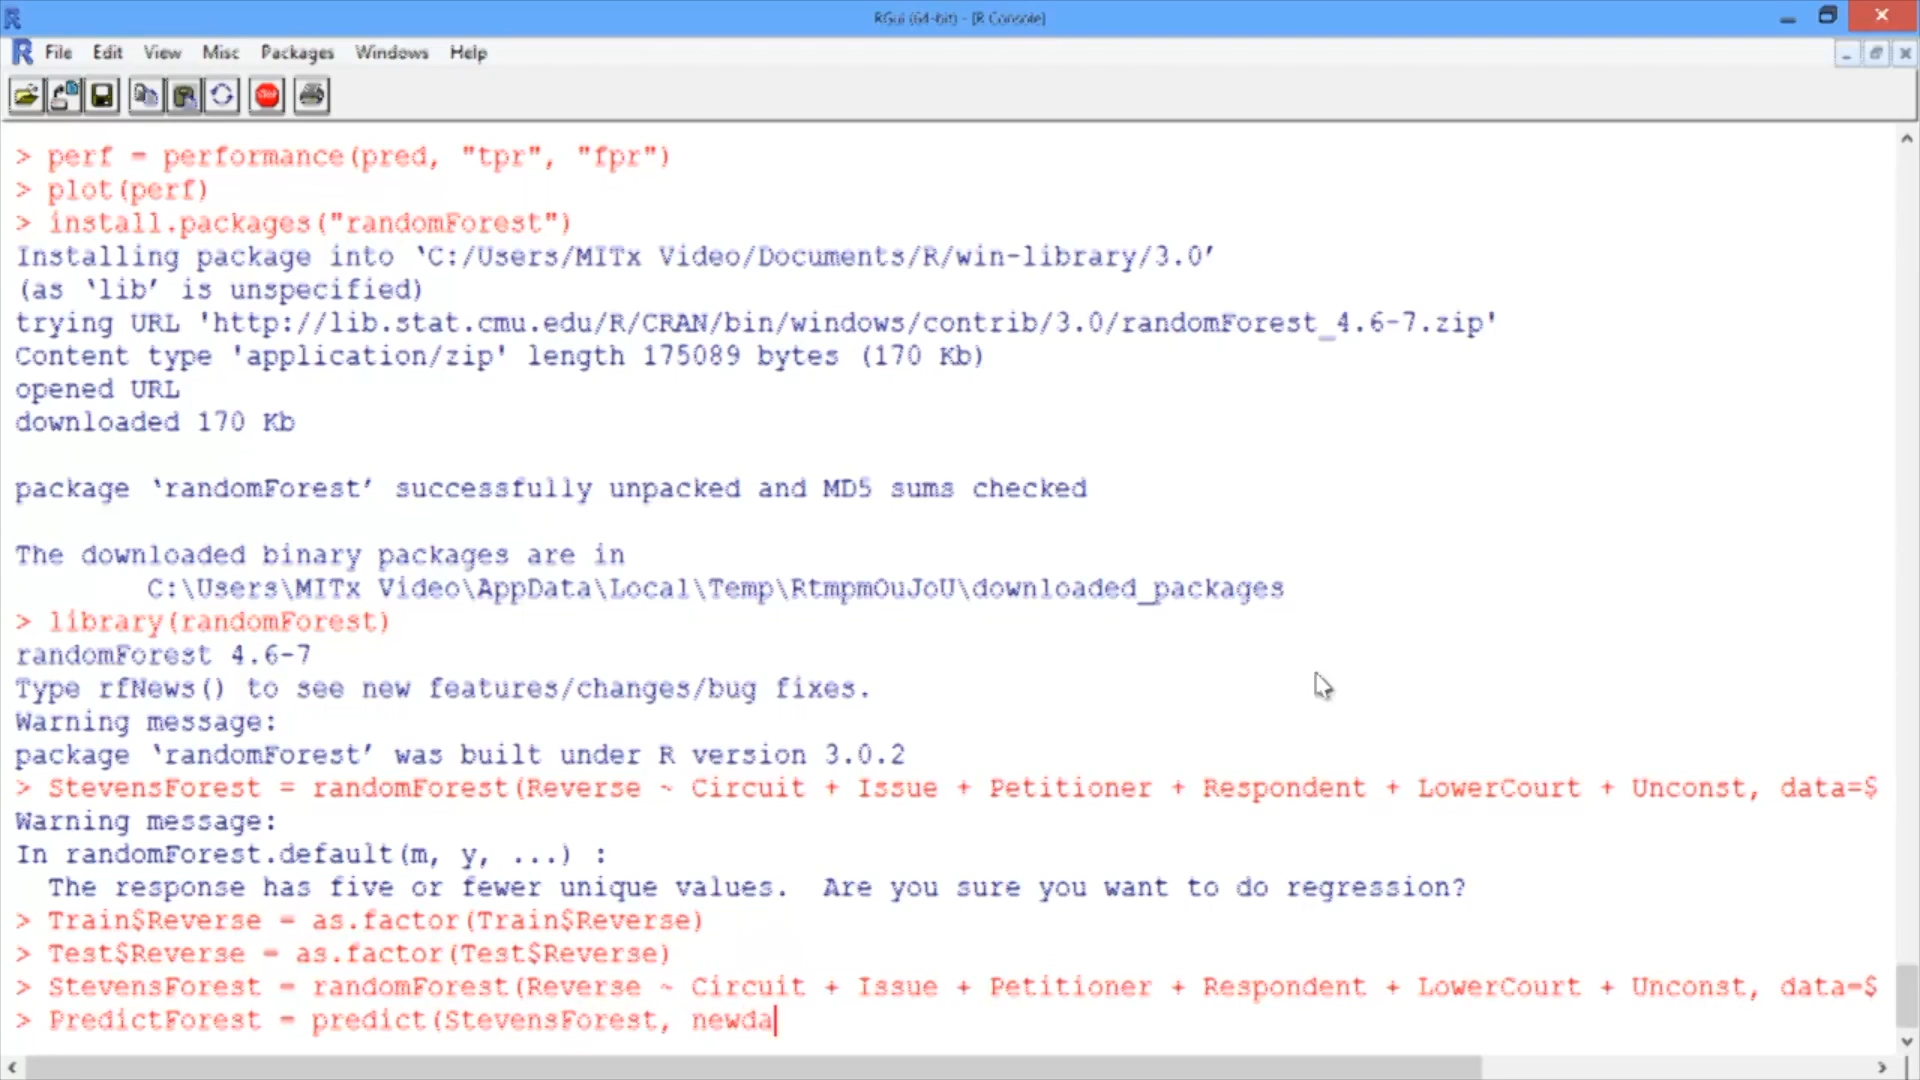 RGui (64-bit) - [R Console]
File Edit View Misc Packages Windows Help
> perf = performance(pred, "tpr", "fpr")
> plot(perf)
> install.packages("randomForest")
Installing package into ‘C:/Users/MITx Video/Documents/R/win-library/3.0’
(as ‘lib’ is unspecified)
trying URL 'http://lib.stat.cmu.edu/R/CRAN/bin/windows/contrib/3.0/randomForest_4.6-7.zip'
Content type 'application/zip' length 175089 bytes (170 Kb)
opened URL
downloaded 170 Kb
package ‘randomForest’ successfully unpacked and MD5 sums checked
The downloaded binary packages are in
C:\Users\MITx Video\AppData\Local\Temp\RtmpmOuJoU\downloaded_packages
> library(randomForest)
randomForest 4.6-7
Type rfNews() to see new features/changes/bug fixes.
Warning message:
package ‘randomForest’ was built under R version 3.0.2
> StevensForest = randomForest(Reverse ~ Circuit + Issue + Petitioner + Respondent + LowerCourt + Unconst, data=$
Warning message:
In randomForest.default(m, y, ...) :
The response has five or fewer unique values.  Are you sure you want to do regression?
> Train$Reverse = as.factor(Train$Reverse)
> Test$Reverse = as.factor(Test$Reverse)
> StevensForest = randomForest(Reverse ~ Circuit + Issue + Petitioner + Respondent + LowerCourt + Unconst, data=$
> PredictForest = predict(StevensForest, newda